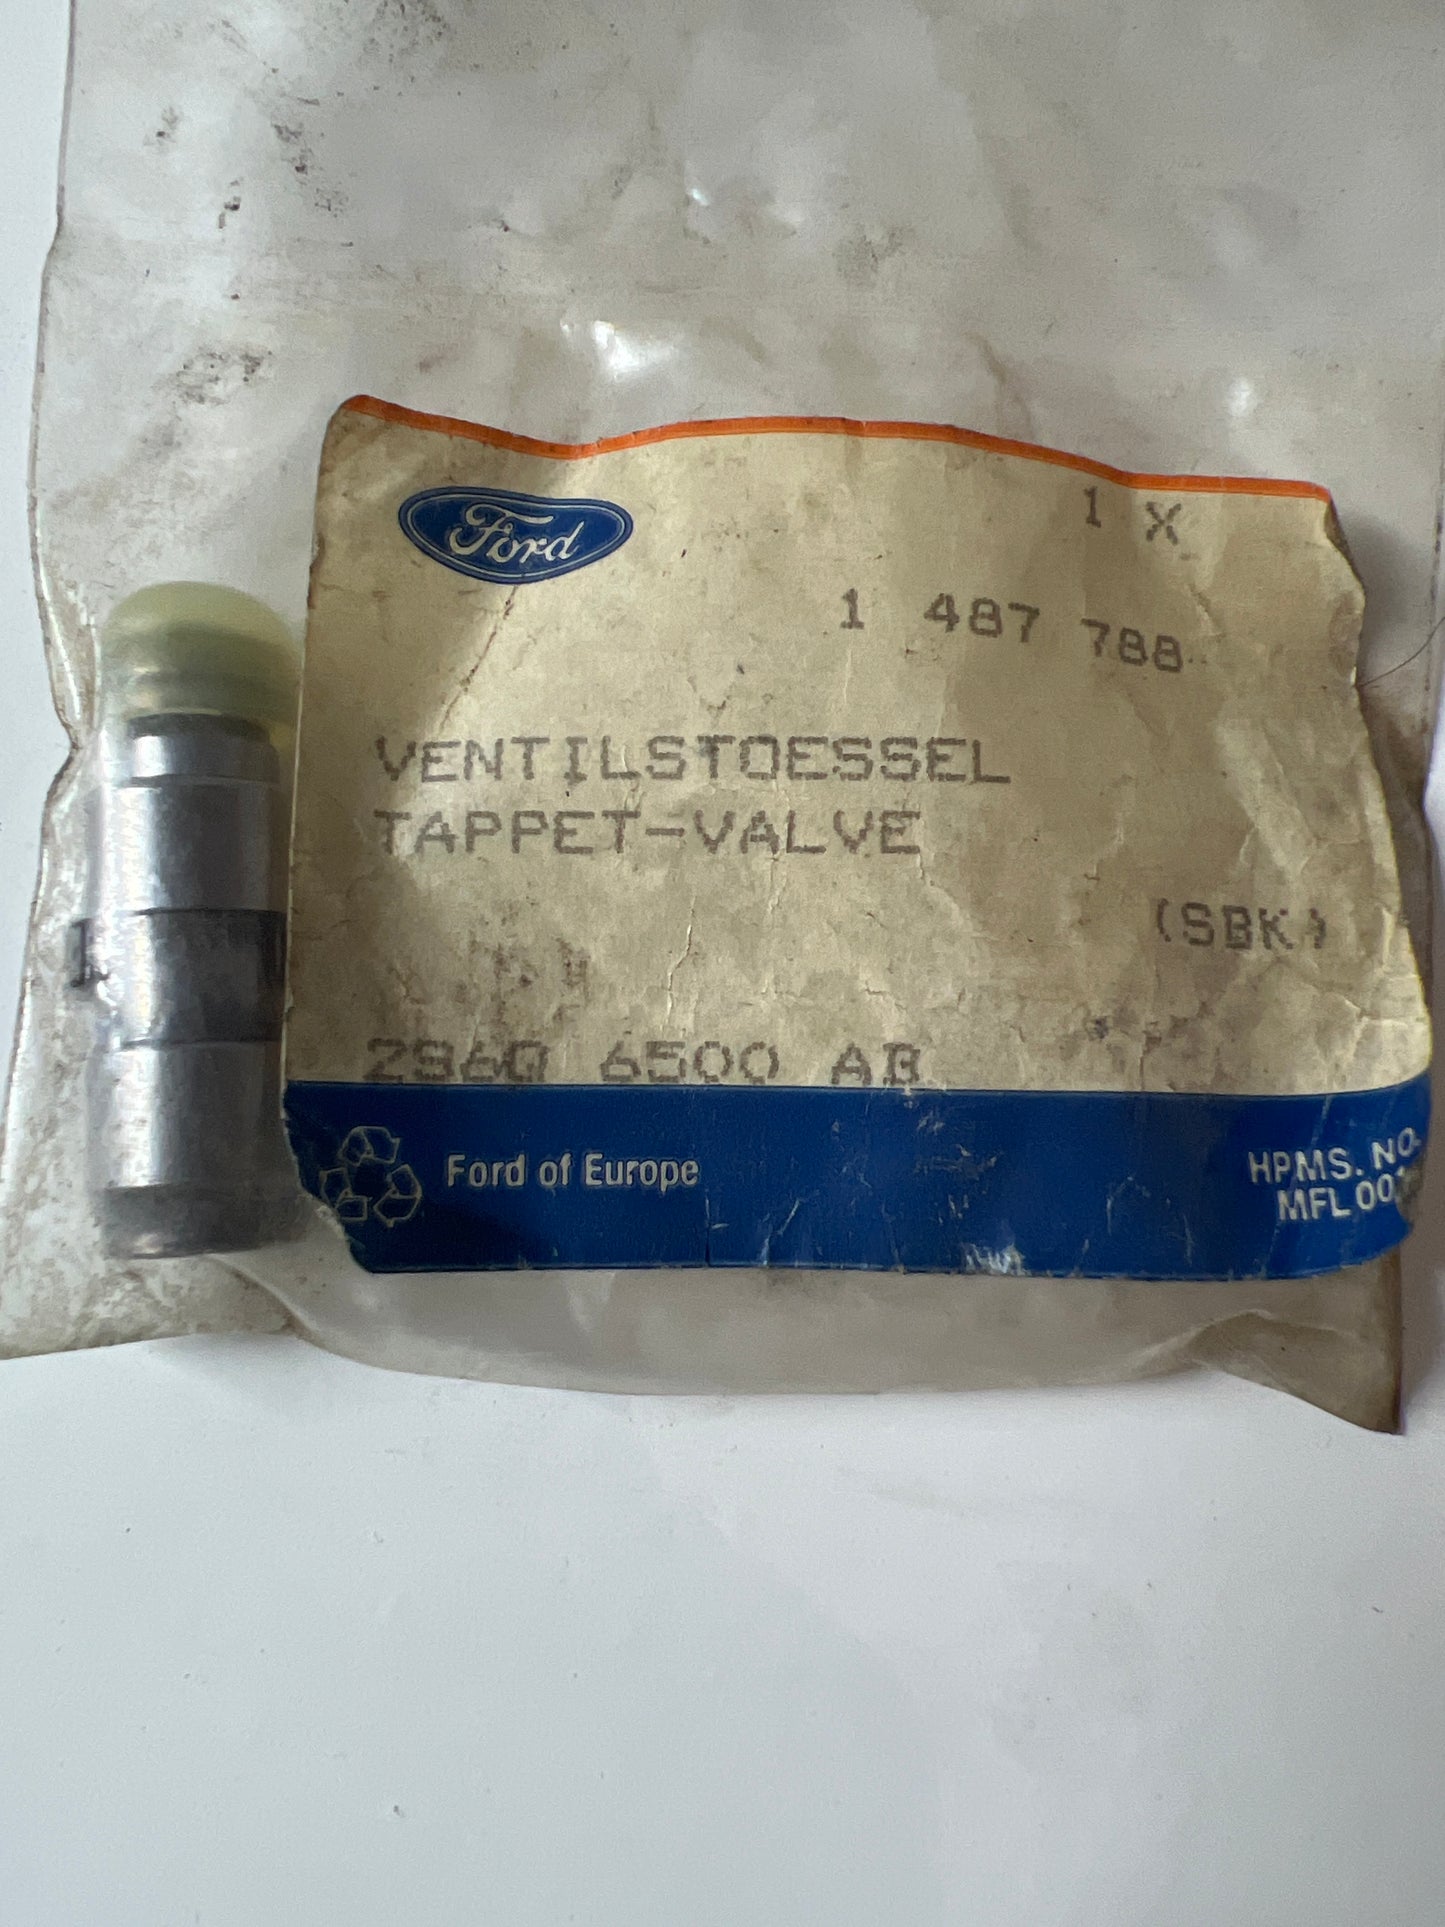 Ford
1 X
1 487 788
VENTILSTOESSEL
TAPPET-VALVE
(SBK)
2S6Q 6500 AB
Ford of Europe
HPMS. NO.